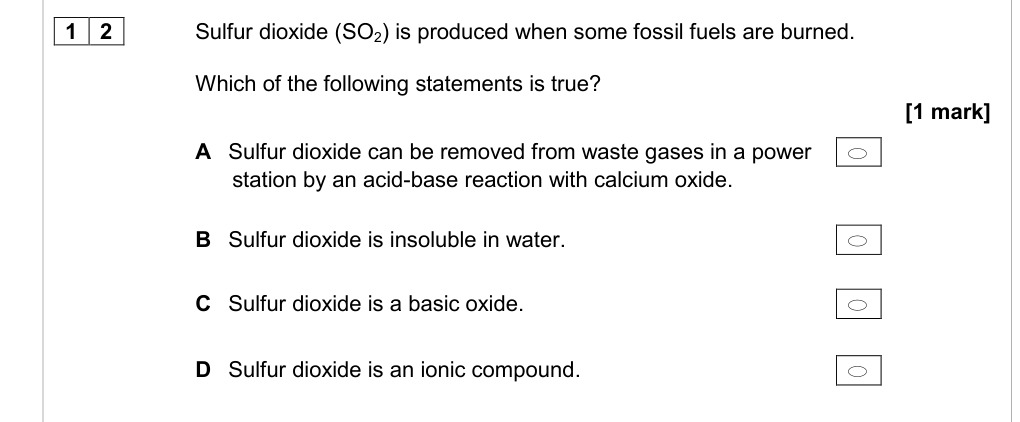 1 2 Sulfur dioxide (SO₂) is produced when some fossil fuels are burned.
Which of the following statements is true?
[1 mark]
A Sulfur dioxide can be removed from waste gases in a power
station by an acid-base reaction with calcium oxide.
B Sulfur dioxide is insoluble in water.
C Sulfur dioxide is a basic oxide.
D Sulfur dioxide is an ionic compound.